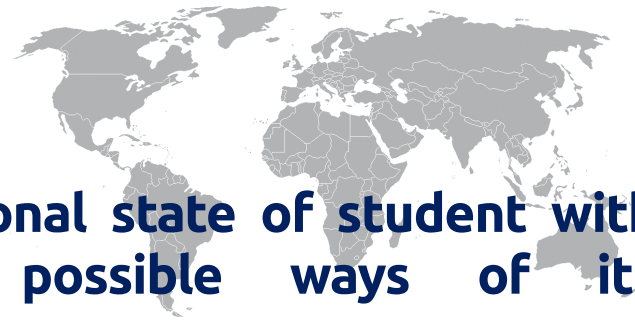 onal state of student with
possible ways of it